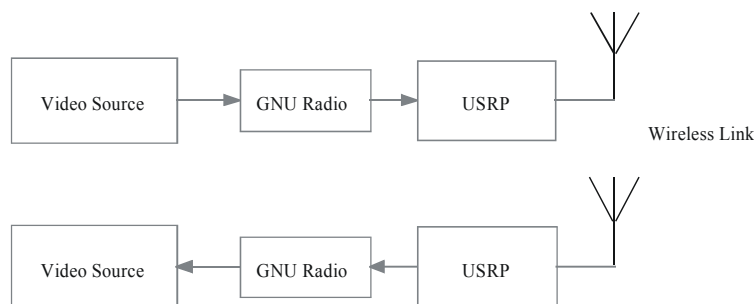 Video Source
GNU Radio
USRP
Wireless Link
Video Source
GNU Radio
USRP